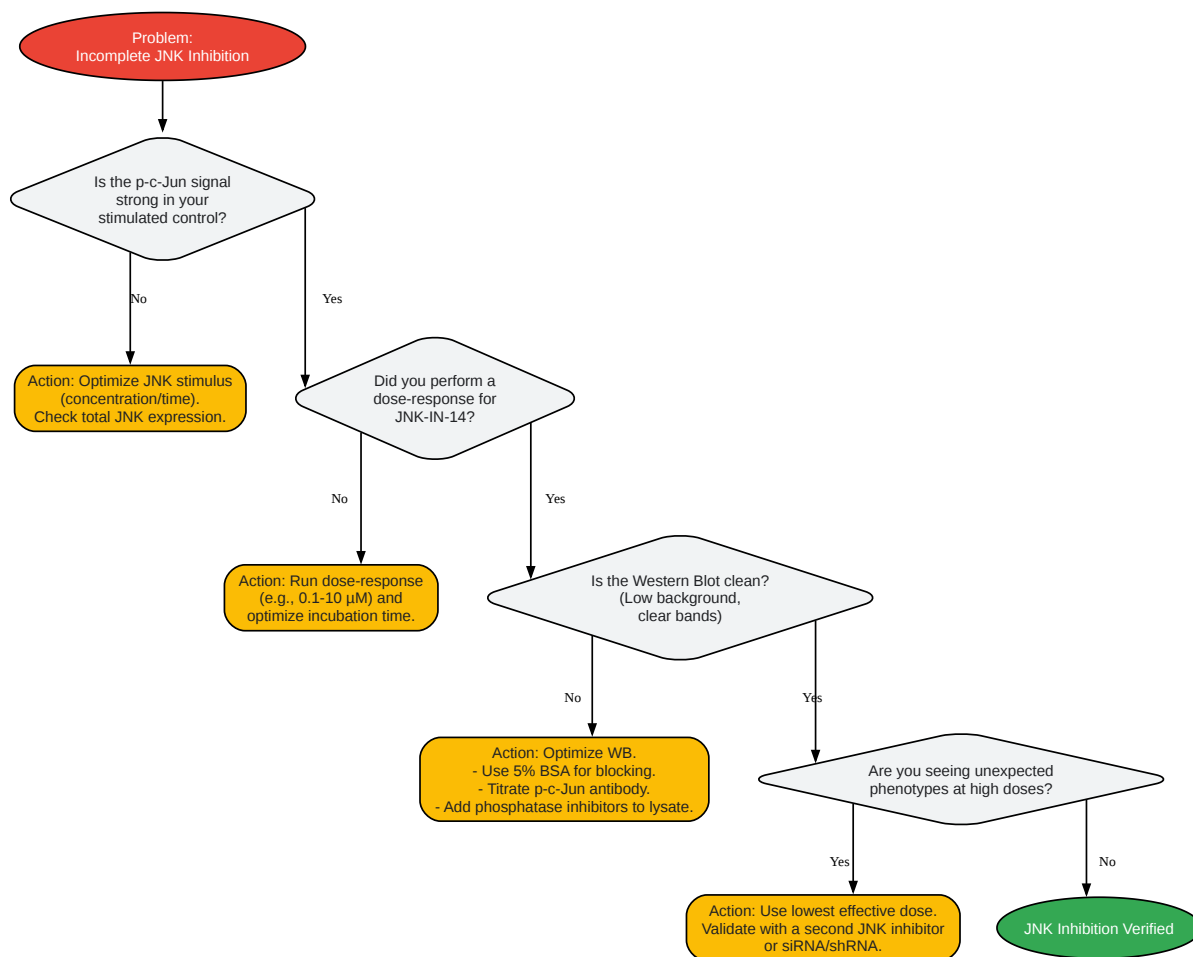 Problem:
Incomplete JNK Inhibition
Is the p-c-Jun signal
strong in your
stimulated control?
No
Yes
Action: Optimize JNK stimulus
(concentration/time).
Check total JNK expression.
Did you perform a
dose-response for
JNK-IN-14?
No
Yes
Action: Run dose-response
(e.g., 0.1-10 µM) and
optimize incubation time.
Is the Western Blot clean?
(Low background,
clear bands)
No
Yes
Action: Optimize WB.
- Use 5% BSA for blocking.
- Titrate p-c-Jun antibody.
- Add phosphatase inhibitors to lysate.
Are you seeing unexpected
phenotypes at high doses?
Yes
No
Action: Use lowest effective dose.
Validate with a second JNK inhibitor
or siRNA/shRNA.
JNK Inhibition Verified